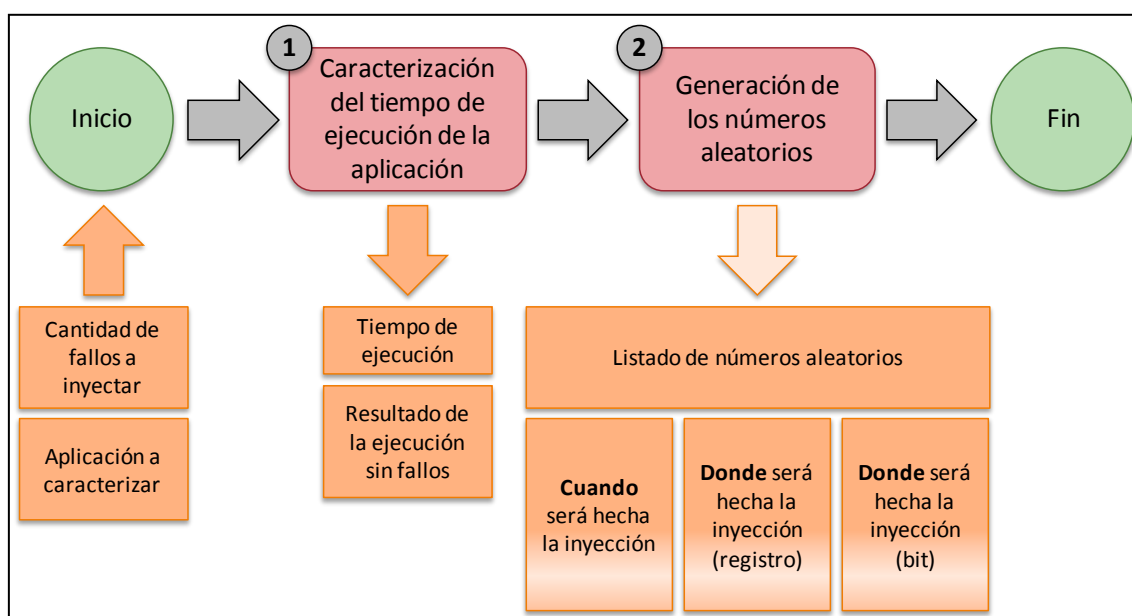 Inicio
1
Caracterización
del tiempo de
ejecución de la
aplicación
2
Generación de
los números
aleatorios
Fin
Cantidad de
fallos a
inyectar
Aplicación a
caracterizar
Tiempo de
ejecución
Resultado de
la ejecución
sin fallos
Listado de números aleatorios
Cuando
será hecha
la inyección
Donde será
hecha la
inyección
(registro)
Donde será
hecha la
inyección
(bit)